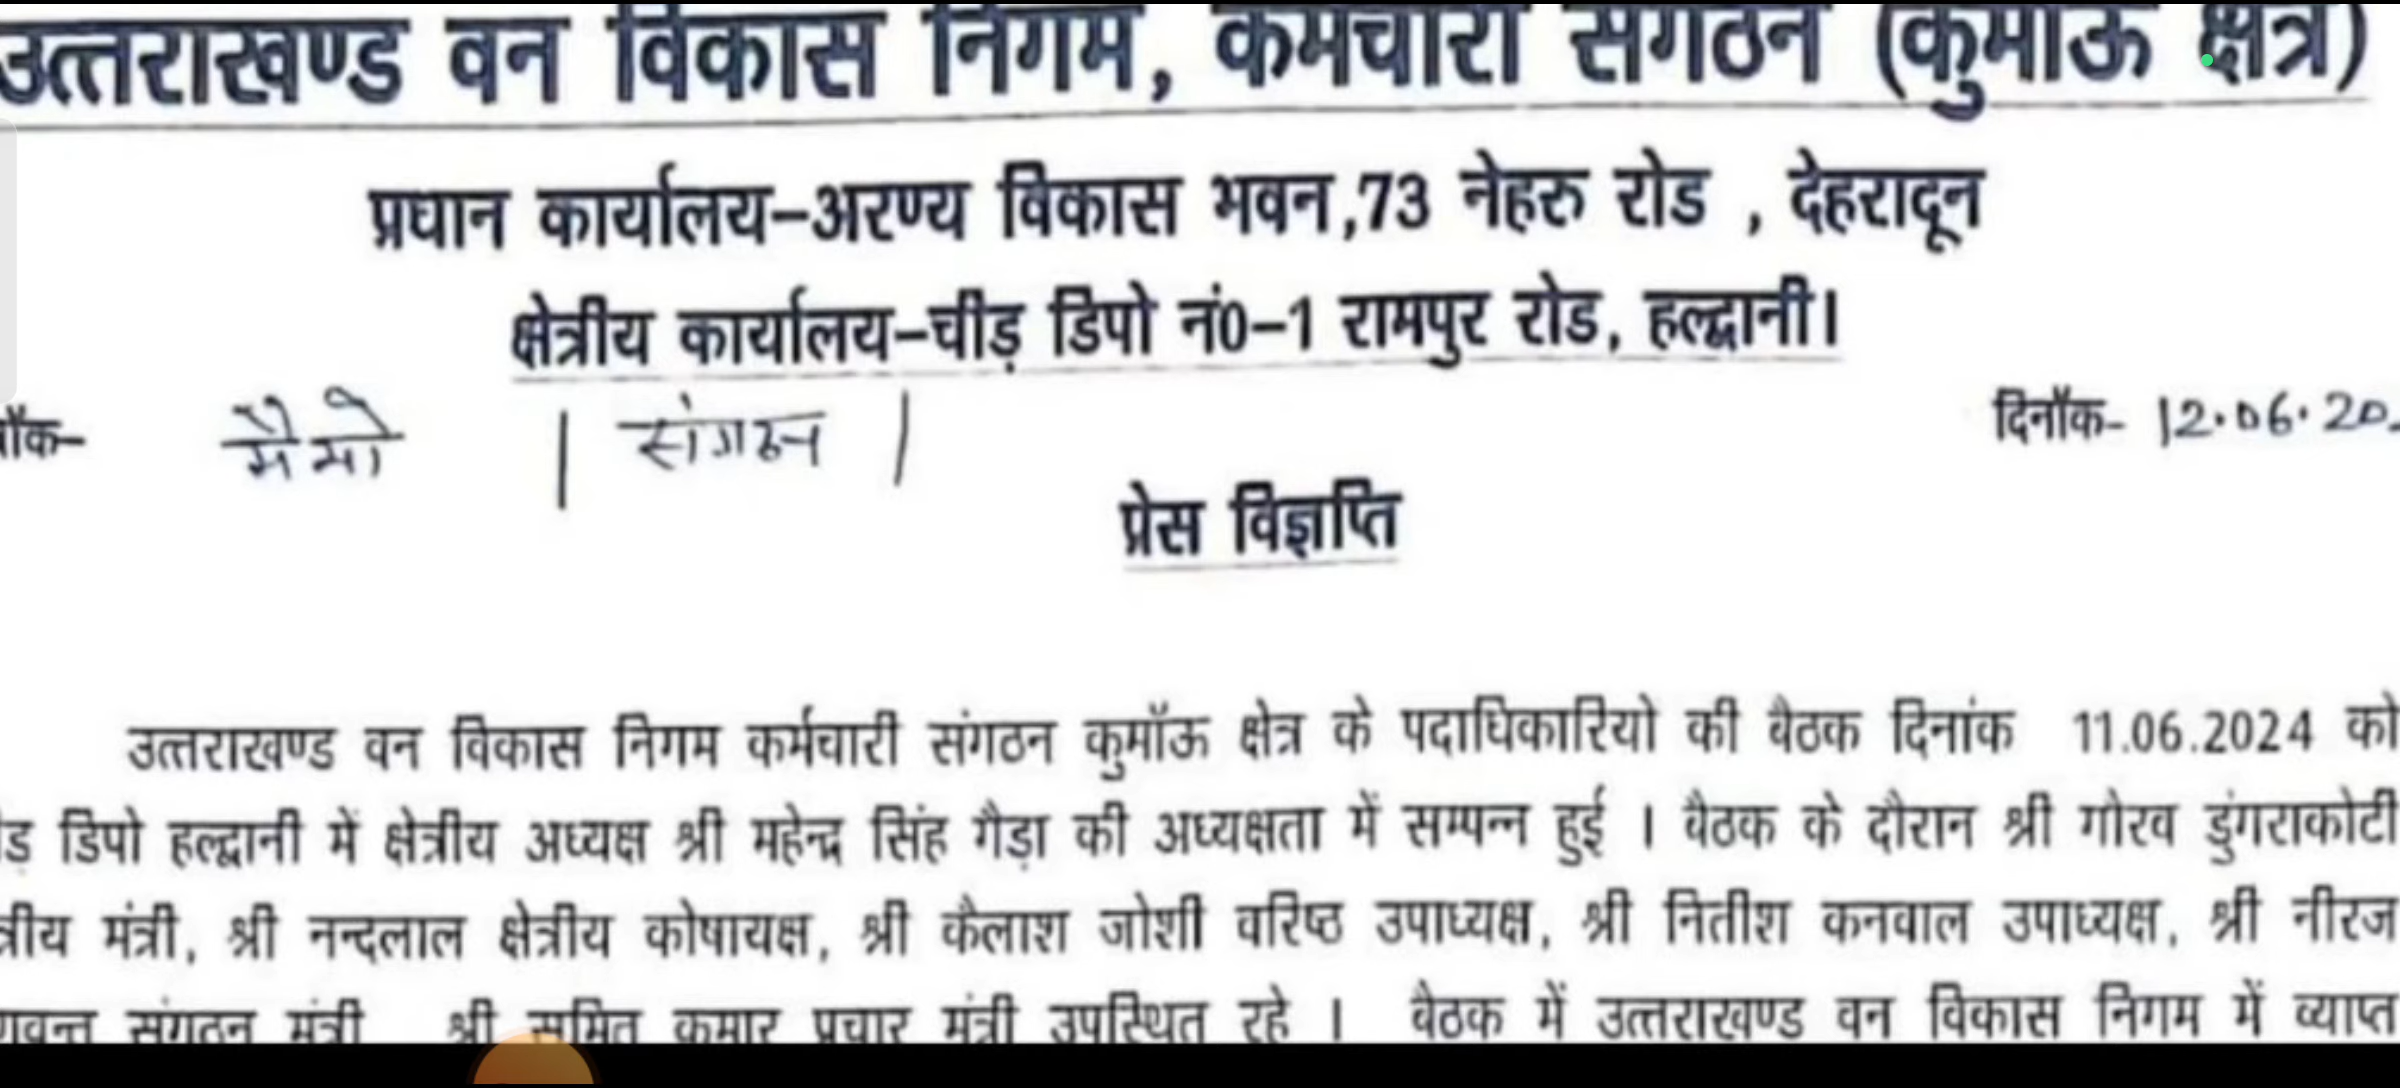 उत्तराखण्ड वन विकास निगम, कर्मचारी संगठन (कुमाऊँ क्षेत्र)
प्रधान कार्यालय–अरण्य विकास भवन,73 नेहरु रोड , देहरादून
क्षेत्रीय कार्यालय–चीड़ डिपो नं0–1 रामपुर रोड, हल्द्वानी।
मैमो / संगठन / दिनॉक- 12.06.20
प्रेस विज्ञप्ति
उत्तराखण्ड वन विकास निगम कर्मचारी संगठन कुमॉऊ क्षेत्र के पदाधिकारियो की बैठक दिनांक 11.06.2024 को
डिपो हल्द्वानी में क्षेत्रीय अध्यक्ष श्री महेन्द्र सिंह गैड़ा की अध्यक्षता में सम्पन्न हुई । बैठक के दौरान श्री गोरव डुंगराकोटी
मंत्री, श्री नन्दलाल क्षेत्रीय कोषायक्ष, श्री कैलाश जोशी वरिष्ठ उपाध्यक्ष, श्री नितीश कनवाल उपाध्यक्ष, श्री नीरज
संगठन मंत्री श्री सुमित कुमार प्रचार मंत्री उपस्थित रहे । बैठक में उत्तराखण्ड वन विकास निगम में व्याप्त